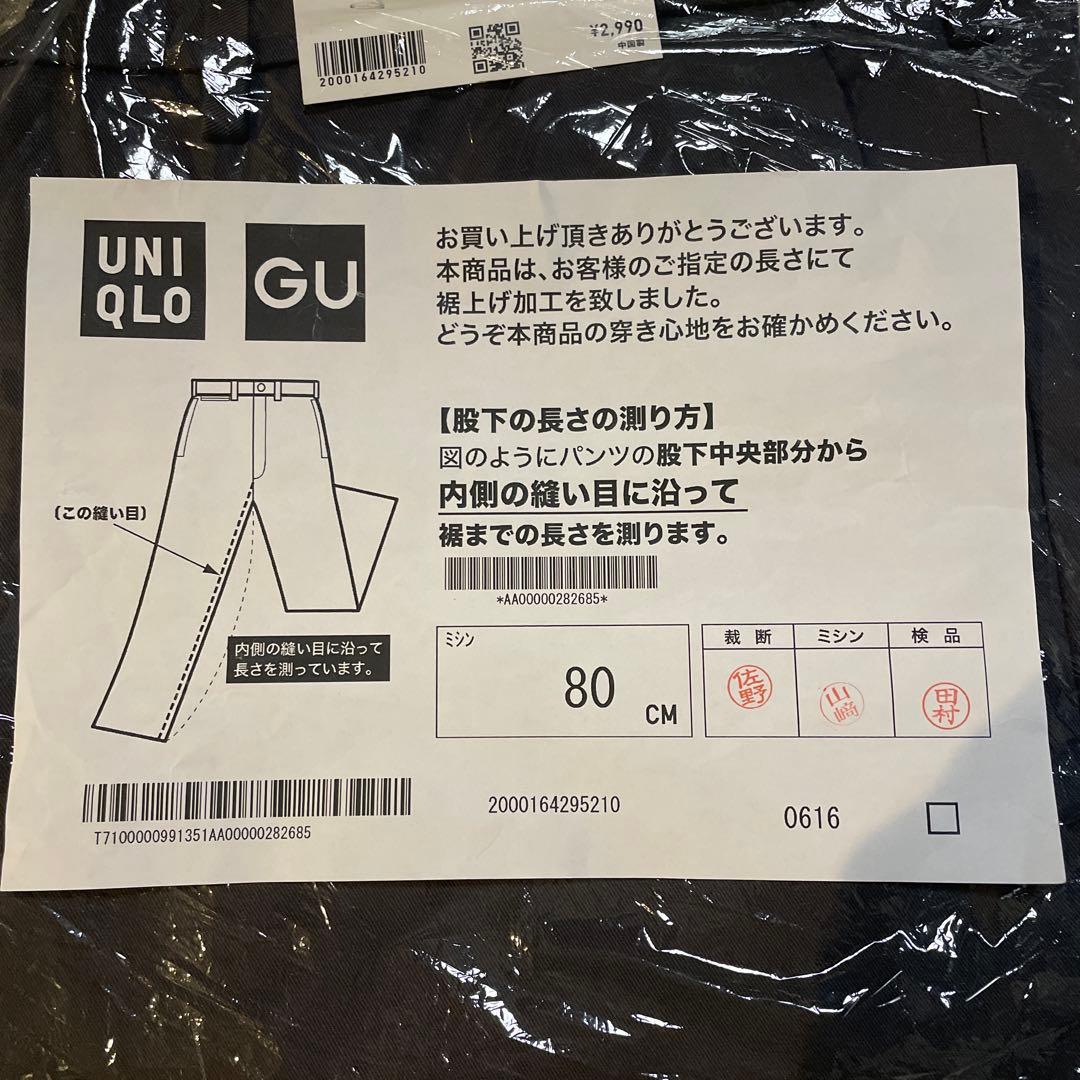 ¥2,990
中国製
2000164295210
UNI
QLO
GU
お買い上げ頂きありがとうございます。
本商品は、お客様のご指定の長さにて
裾上げ加工を致しました。
どうぞ本商品の穿き心地をお確かめください。
【股下の長さの測り方】
図のようにパンツの股下中央部分から
内側の縫い目に沿って
裾までの長さを測ります。
(この縫い目)
内側の縫い目に沿って
長さを測っています。
*AA00000282685*
ミシン
80
CM
裁 断
ミシン
検 品
佐野
山﨑
田村
T7100000991351AA00000282685
2000164295210
0616